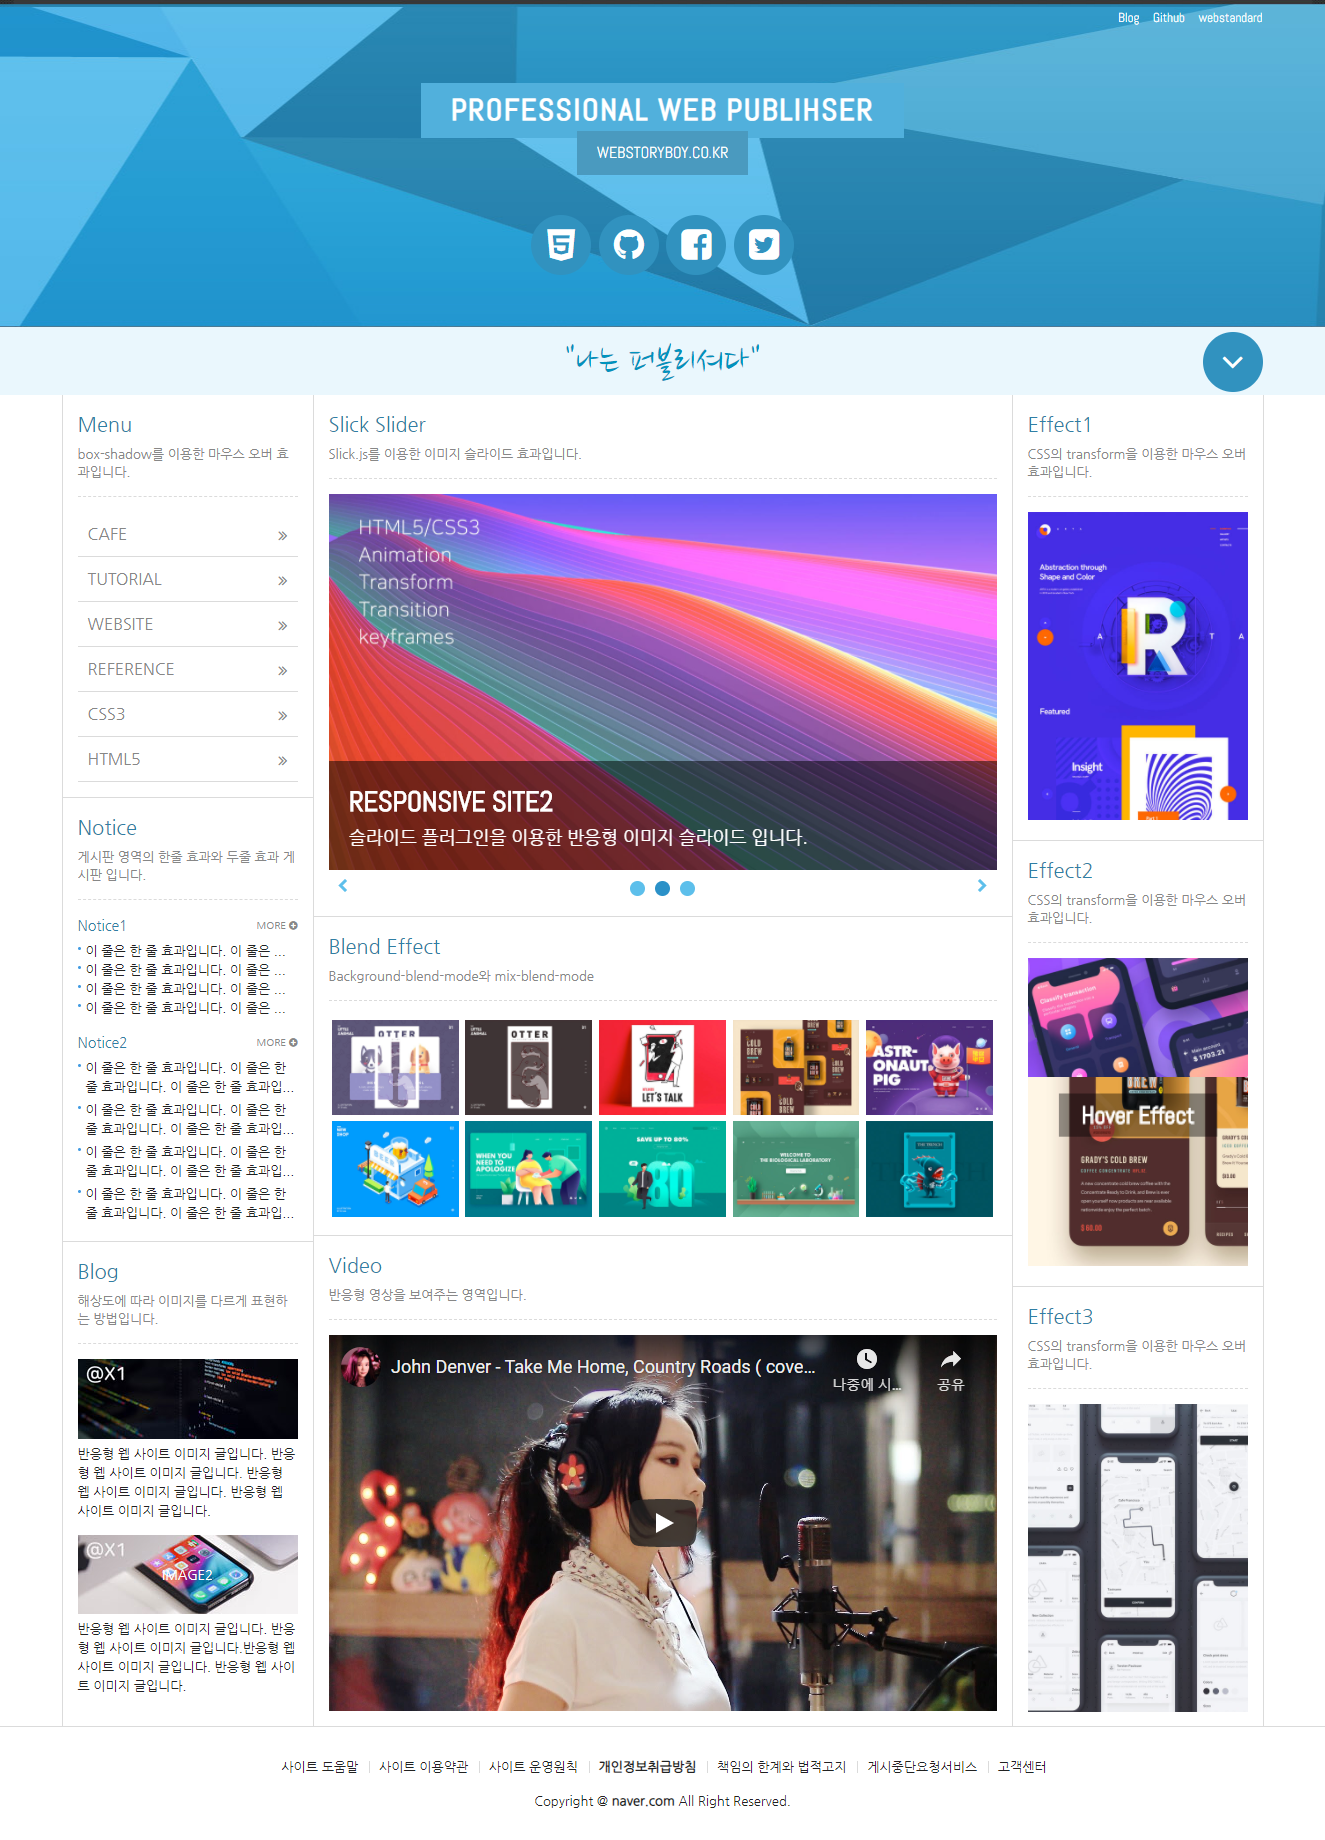 Blog Github webstandard
PROFESSIONAL WEB PUBLIHSER
WEBSTORYBOY.CO.KR
"나는 퍼블리셔다"
Menu
box-shadow를 이용한 마우스 오버 효
과입니다.
CAFE
TUTORIAL
WEBSITE
REFERENCE
CSS3
HTML5
Notice
게시판 영역의 한줄 효과와 두줄 효과 게
시판 입니다.
Notice1 MORE
이 줄은 한 줄 효과입니다. 이 줄은 ...
이 줄은 한 줄 효과입니다. 이 줄은 ...
이 줄은 한 줄 효과입니다. 이 줄은 ...
이 줄은 한 줄 효과입니다. 이 줄은 ...
Notice2 MORE
이 줄은 한 줄 효과입니다. 이 줄은 한
줄 효과입니다. 이 줄은 한 줄 효과입...
이 줄은 한 줄 효과입니다. 이 줄은 한
줄 효과입니다. 이 줄은 한 줄 효과입...
이 줄은 한 줄 효과입니다. 이 줄은 한
줄 효과입니다. 이 줄은 한 줄 효과입...
이 줄은 한 줄 효과입니다. 이 줄은 한
줄 효과입니다. 이 줄은 한 줄 효과입...
Blog
해상도에 따라 이미지를 다르게 표현하
는 방법입니다.
@X1
반응형 웹 사이트 이미지 글입니다. 반응
형 웹 사이트 이미지 글입니다. 반응형
웹 사이트 이미지 글입니다. 반응형 웹
사이트 이미지 글입니다.
@X1
IMAGE2
반응형 웹 사이트 이미지 글입니다. 반응
형 웹 사이트 이미지 글입니다.반응형 웹
사이트 이미지 글입니다. 반응형 웹 사이
트 이미지 글입니다.
Slick Slider
Slick.js를 이용한 이미지 슬라이드 효과입니다.
HTML5/CSS3
Animation
Transform
Transition
keyframes
RESPONSIVE SITE2
슬라이드 플러그인을 이용한 반응형 이미지 슬라이드 입니다.
Blend Effect
Background-blend-mode와 mix-blend-mode
OTTER
OTTER
LET'S TALK
COLD
BREW
ASTR-
ONAUT
PIG
WHEN YOU
NEED TO
APOLOGIZE
SAVE UP TO 80%
80
WELCOME TO
THE BIOLOGICAL LABORATORY
Video
반응형 영상을 보여주는 영역입니다.
John Denver - Take Me Home, Country Roads ( cove...
나중에 시...
공유
Effect1
CSS의 transform을 이용한 마우스 오버
효과입니다.
Abstraction through
Shape and Color
R
A T A
Featured
Insight
Effect2
CSS의 transform을 이용한 마우스 오버
효과입니다.
Classify transaction
Main account
$ 1703.21
COLD
BREW
Hover Effect
GRADY'S COLD BREW
COFFEE CONCENTRATE
$ 60.00
Effect3
CSS의 transform을 이용한 마우스 오버
효과입니다.
사이트 도움말 사이트 이용약관 사이트 운영원칙 개인정보취급방침 책임의 한계와 법적고지 게시중단요청서비스 고객센터
Copyright @ naver.com All Right Reserved.